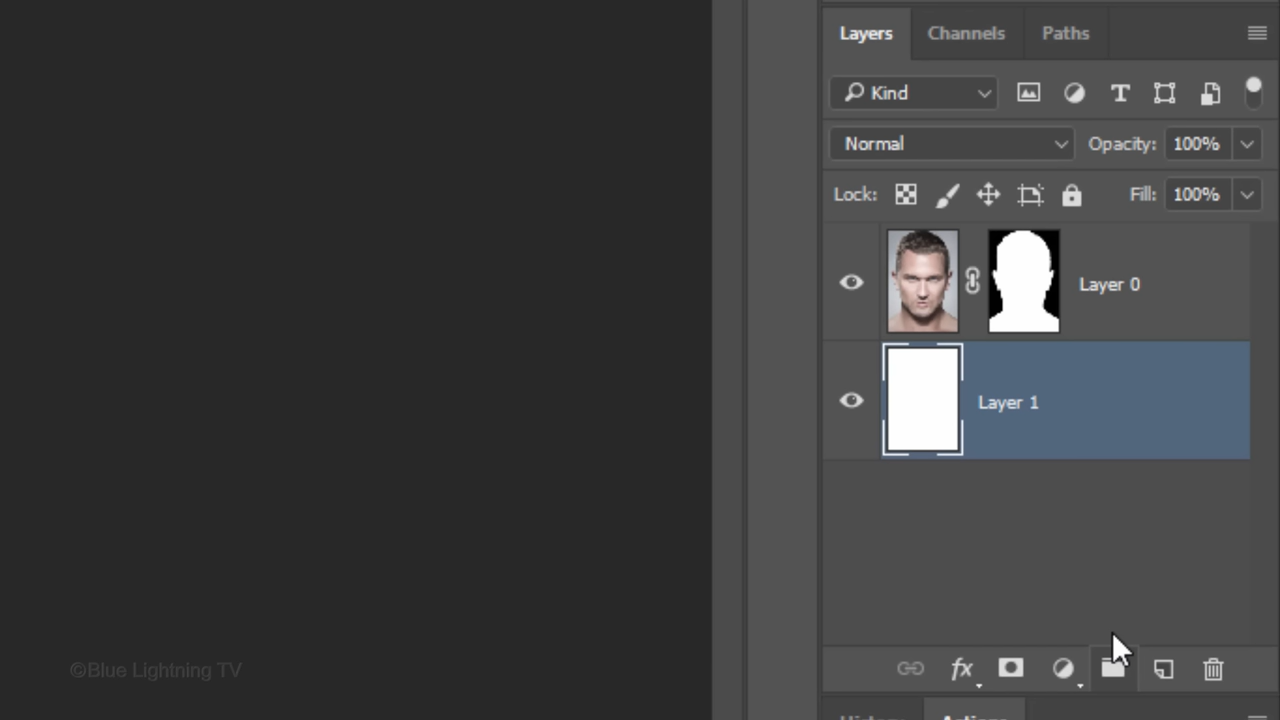 Layers Channels Paths
Kind T
Normal Opacity: 100%
Lock: Fill: 100%
Layer 0
Layer 1
©Blue Lightning TV
fx
History Actions